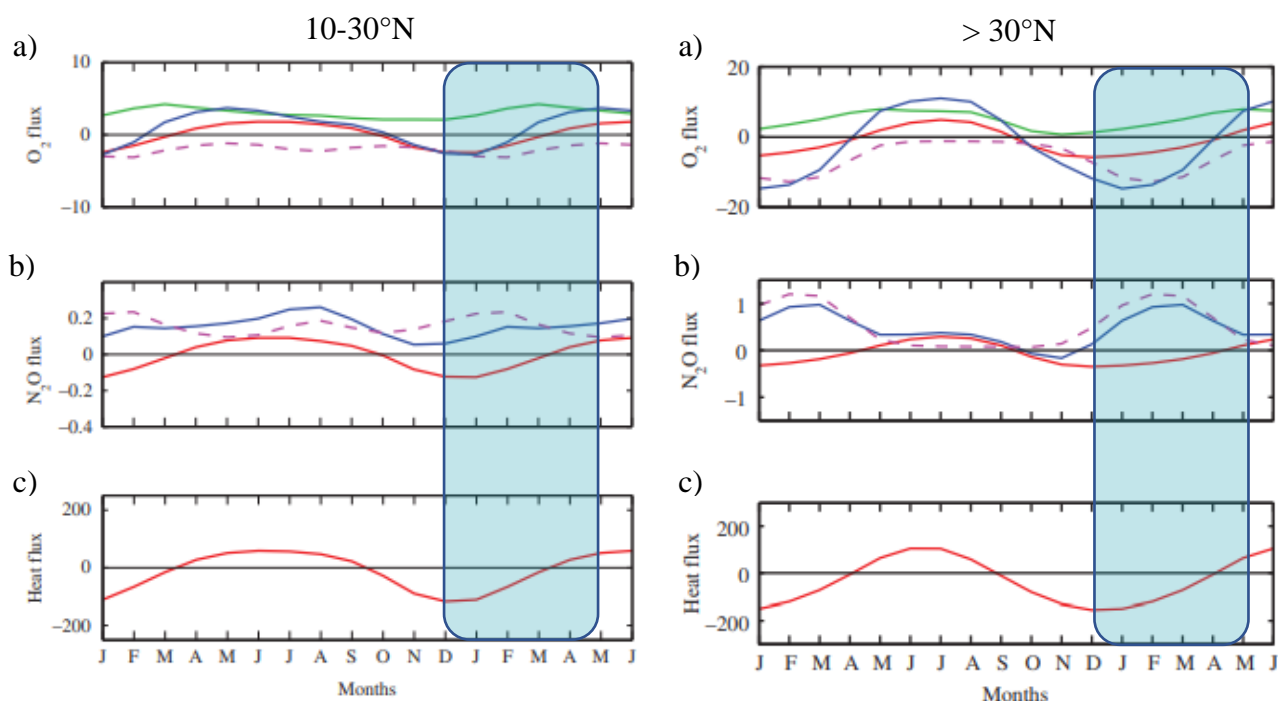 10-30°N
a)
10
0
−10
O2 flux
b)
0.2
0
−0.2
−0.4
N2O flux
c)
200
0
−200
Heat flux
J F M A M J J A S O N D J F M A M J
Months
> 30°N
a)
20
0
−20
O2 flux
b)
1
0
−1
N2O flux
c)
200
0
−200
Heat flux
J F M A M J J A S O N D J F M A M J
Months